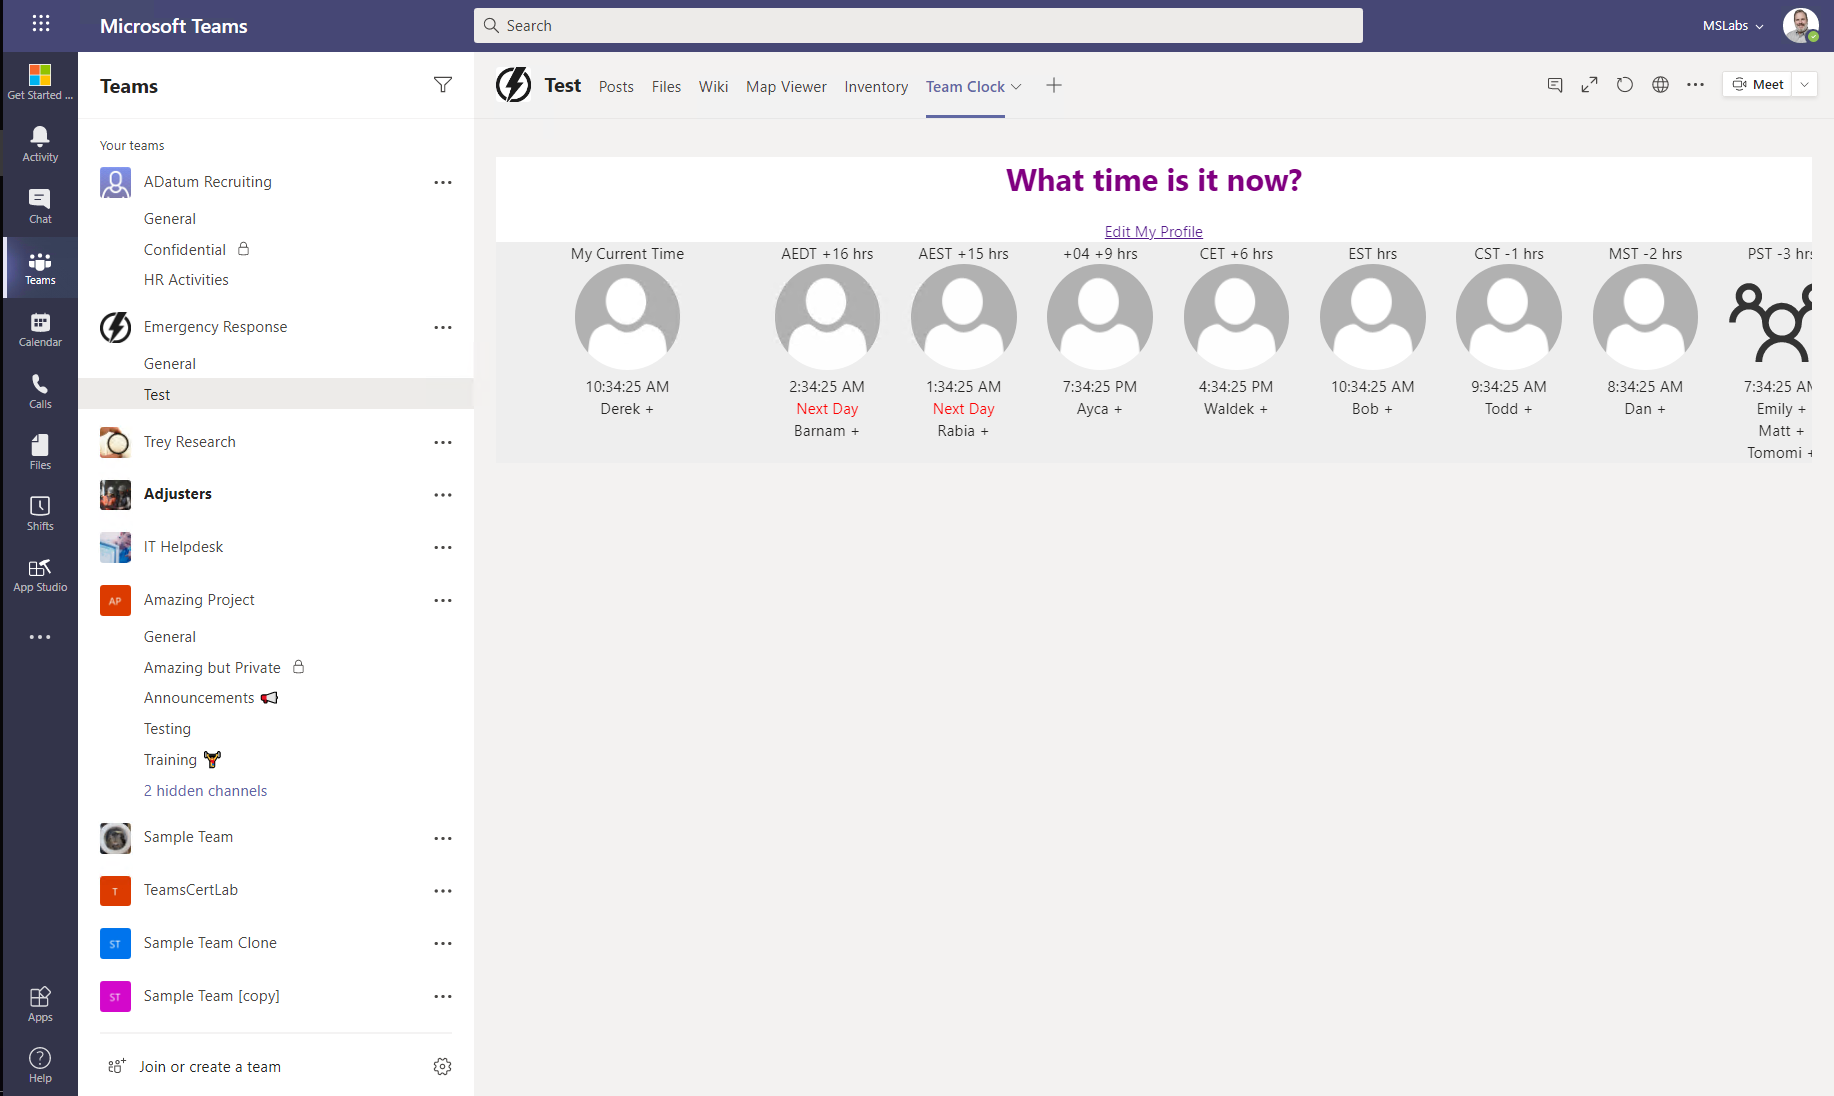 Microsoft Teams
Search
MSLabs
Get Started ...
Activity
Chat
Teams
Calendar
Calls
Files
Shifts
App Studio
Apps
Help
Teams
Your teams
ADatum Recruiting
General
Confidential
HR Activities
Emergency Response
General
Test
Trey Research
Adjusters
IT Helpdesk
AP
Amazing Project
General
Amazing but Private
Announcements
Testing
Training
2 hidden channels
Sample Team
T
TeamsCertLab
ST
Sample Team Clone
ST
Sample Team [copy]
Join or create a team
Test Posts Files Wiki Map Viewer Inventory Team Clock
Meet
What time is it now?
Edit My Profile
My Current Time AEDT +16 hrs AEST +15 hrs +04 +9 hrs CET +6 hrs EST hrs CST -1 hrs MST -2 hrs PST -3 hrs
10:34:25 AM 2:34:25 AM 1:34:25 AM 7:34:25 PM 4:34:25 PM 10:34:25 AM 9:34:25 AM 8:34:25 AM 7:34:25 AM
Derek + Next Day Next Day Ayca + Waldek + Bob + Todd + Dan + Emily +
Barnam + Rabia + Matt +
Tomomi +